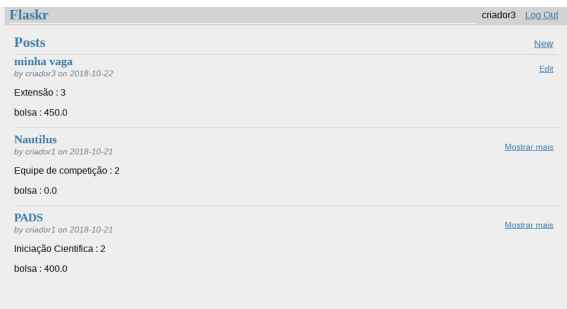 Flaskr
criador3 Log Out
Posts
New
minha vaga
Edit
by criador3 on 2018-10-22
Extensão : 3
bolsa : 450.0
Nautilus
Mostrar mais
by criador1 on 2018-10-21
Equipe de competição : 2
bolsa : 0.0
PADS
Mostrar mais
by criador1 on 2018-10-21
Iniciação Cientifica : 2
bolsa : 400.0